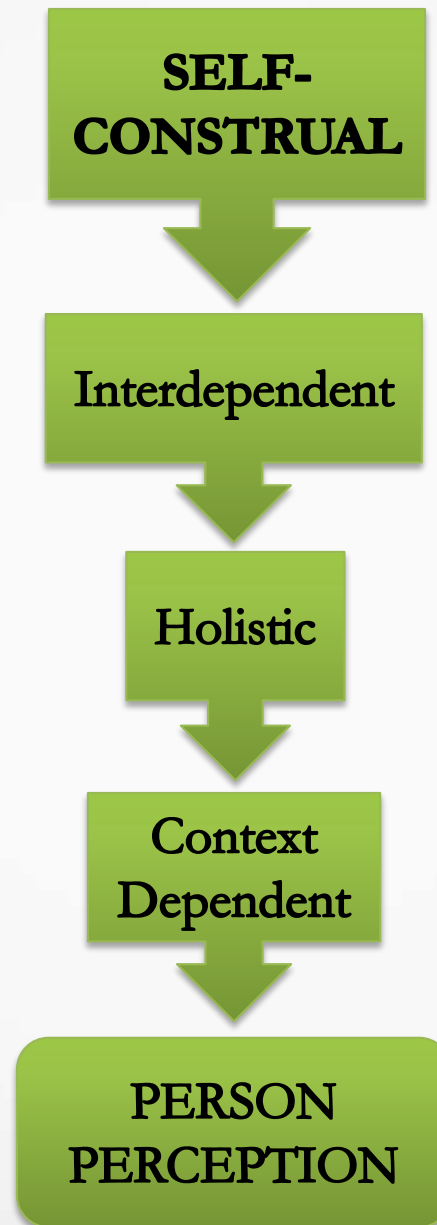 SELF-
CONSTRUAL
Interdependent
Holistic
Context
Dependent
PERSON
PERCEPTION